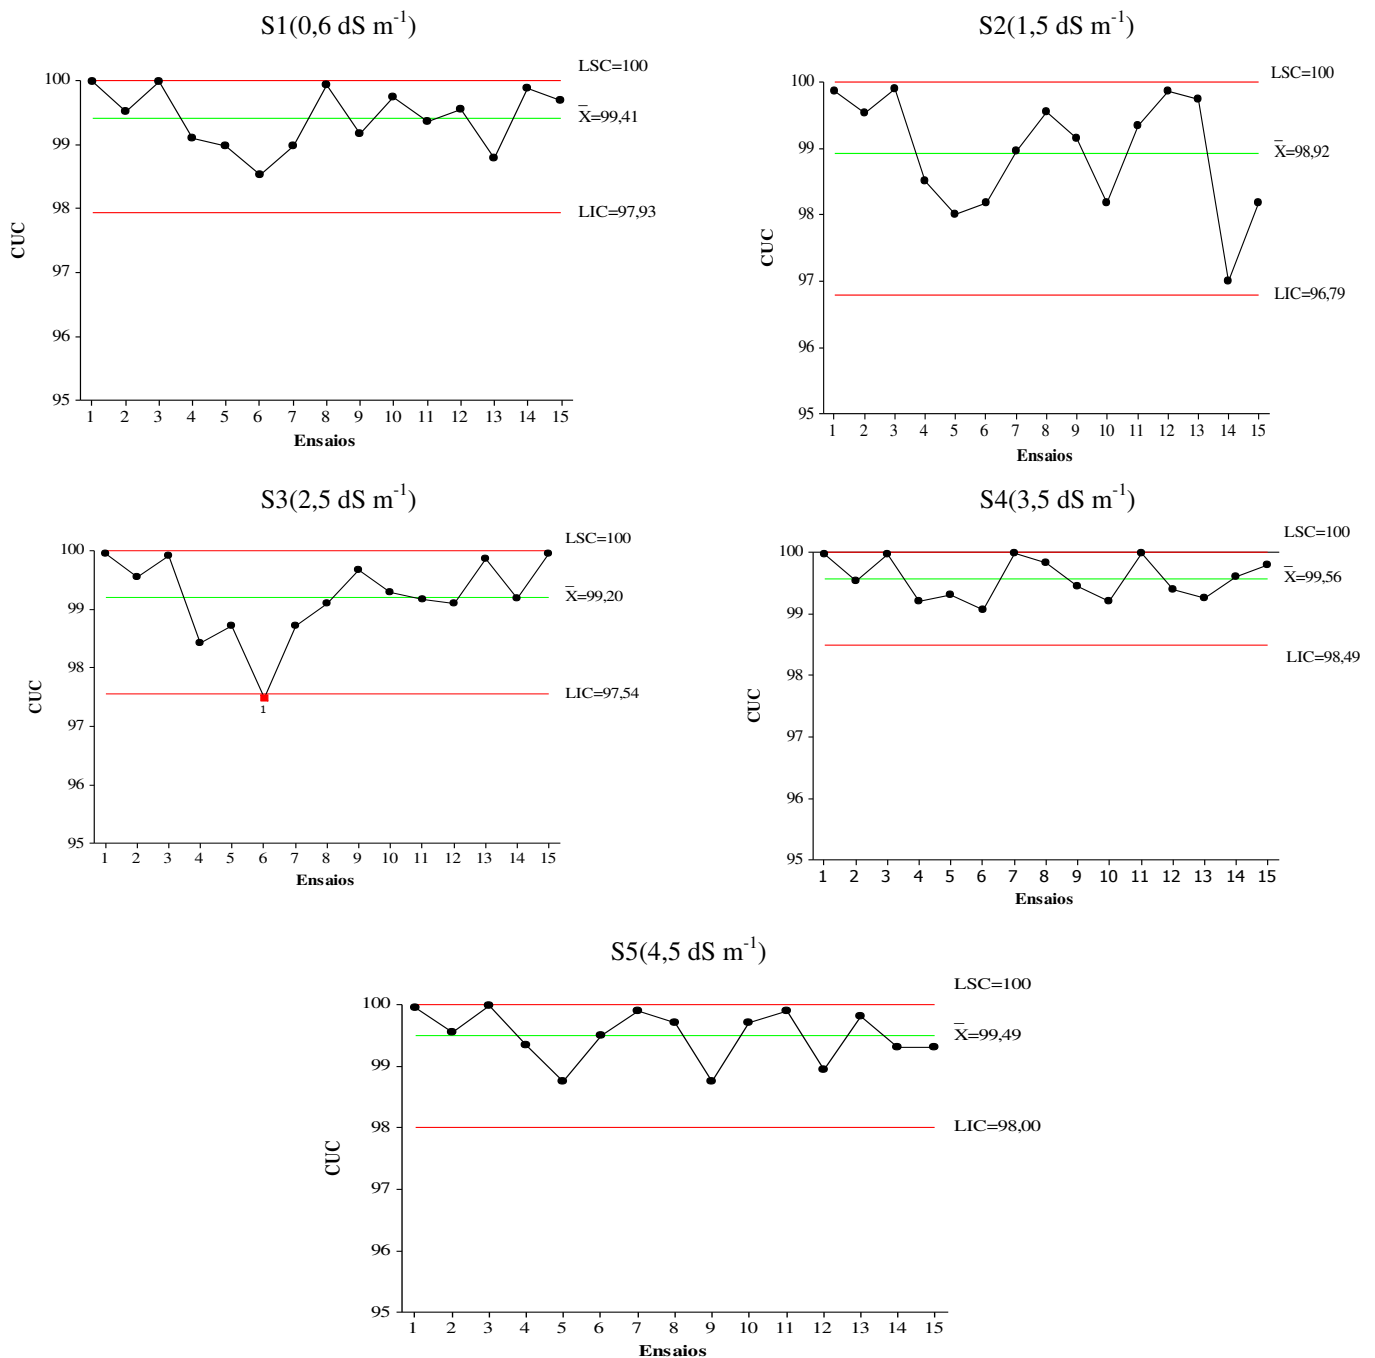 S1(0,6 dS m⁻¹)
LSC=100
X̄=99,41
LIC=97,93
100
99
98
97
96
95
CUC
1 2 3 4 5 6 7 8 9 10 11 12 13 14 15
Ensaios
S2(1,5 dS m⁻¹)
LSC=100
X̄=98,92
LIC=96,79
100
99
98
97
96
95
CUC
1 2 3 4 5 6 7 8 9 10 11 12 13 14 15
Ensaios
S3(2,5 dS m⁻¹)
LSC=100
X̄=99,20
LIC=97,54
1
100
99
98
97
96
95
CUC
1 2 3 4 5 6 7 8 9 10 11 12 13 14 15
Ensaios
S4(3,5 dS m⁻¹)
LSC=100
X̄=99,56
LIC=98,49
100
99
98
97
96
95
CUC
1 2 3 4 5 6 7 8 9 10 11 12 13 14 15
Ensaios
S5(4,5 dS m⁻¹)
LSC=100
X̄=99,49
LIC=98,00
100
99
98
97
96
95
CUC
1 2 3 4 5 6 7 8 9 10 11 12 13 14 15
Ensaios